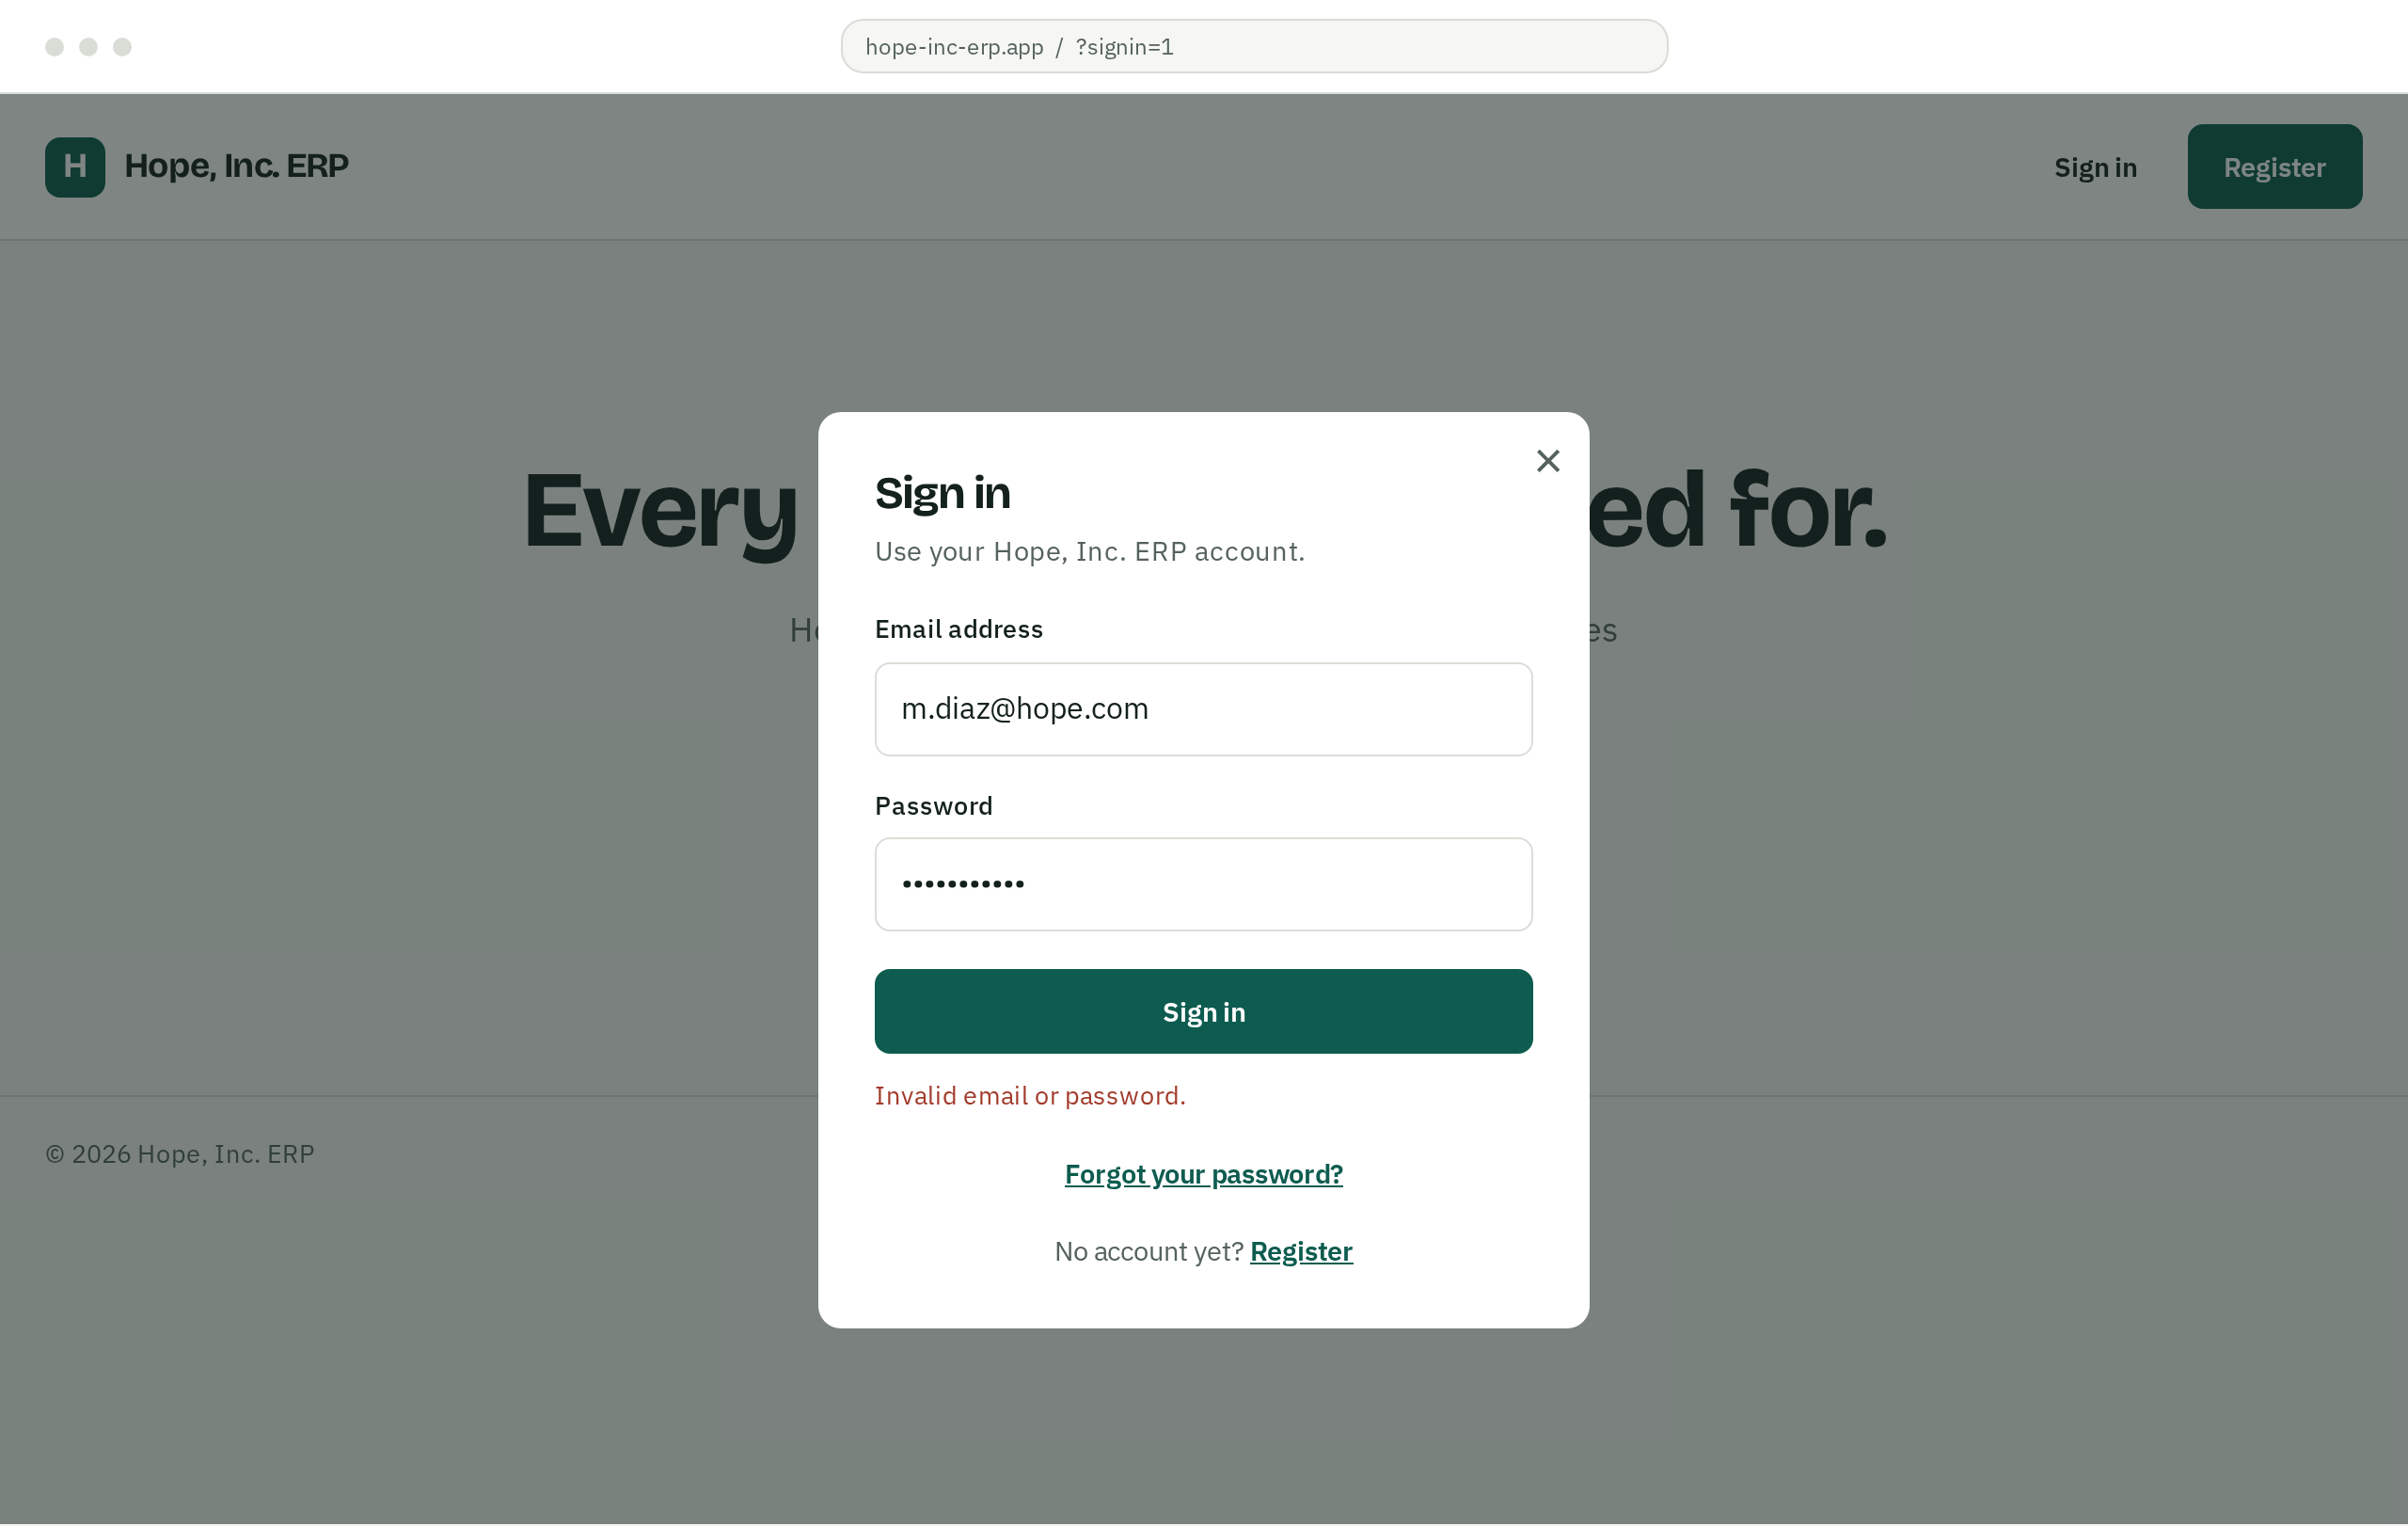 hope-inc-erp.app / ?signin=1
H Hope, Inc. ERP
Sign in
Register
Every
ed for.
Sign in
Use your Hope, Inc. ERP account.
Email address
m.diaz@hope.com
Password
•••••••••••
Sign in
Invalid email or password.
Forgot your password?
No account yet? Register
© 2026 Hope, Inc. ERP